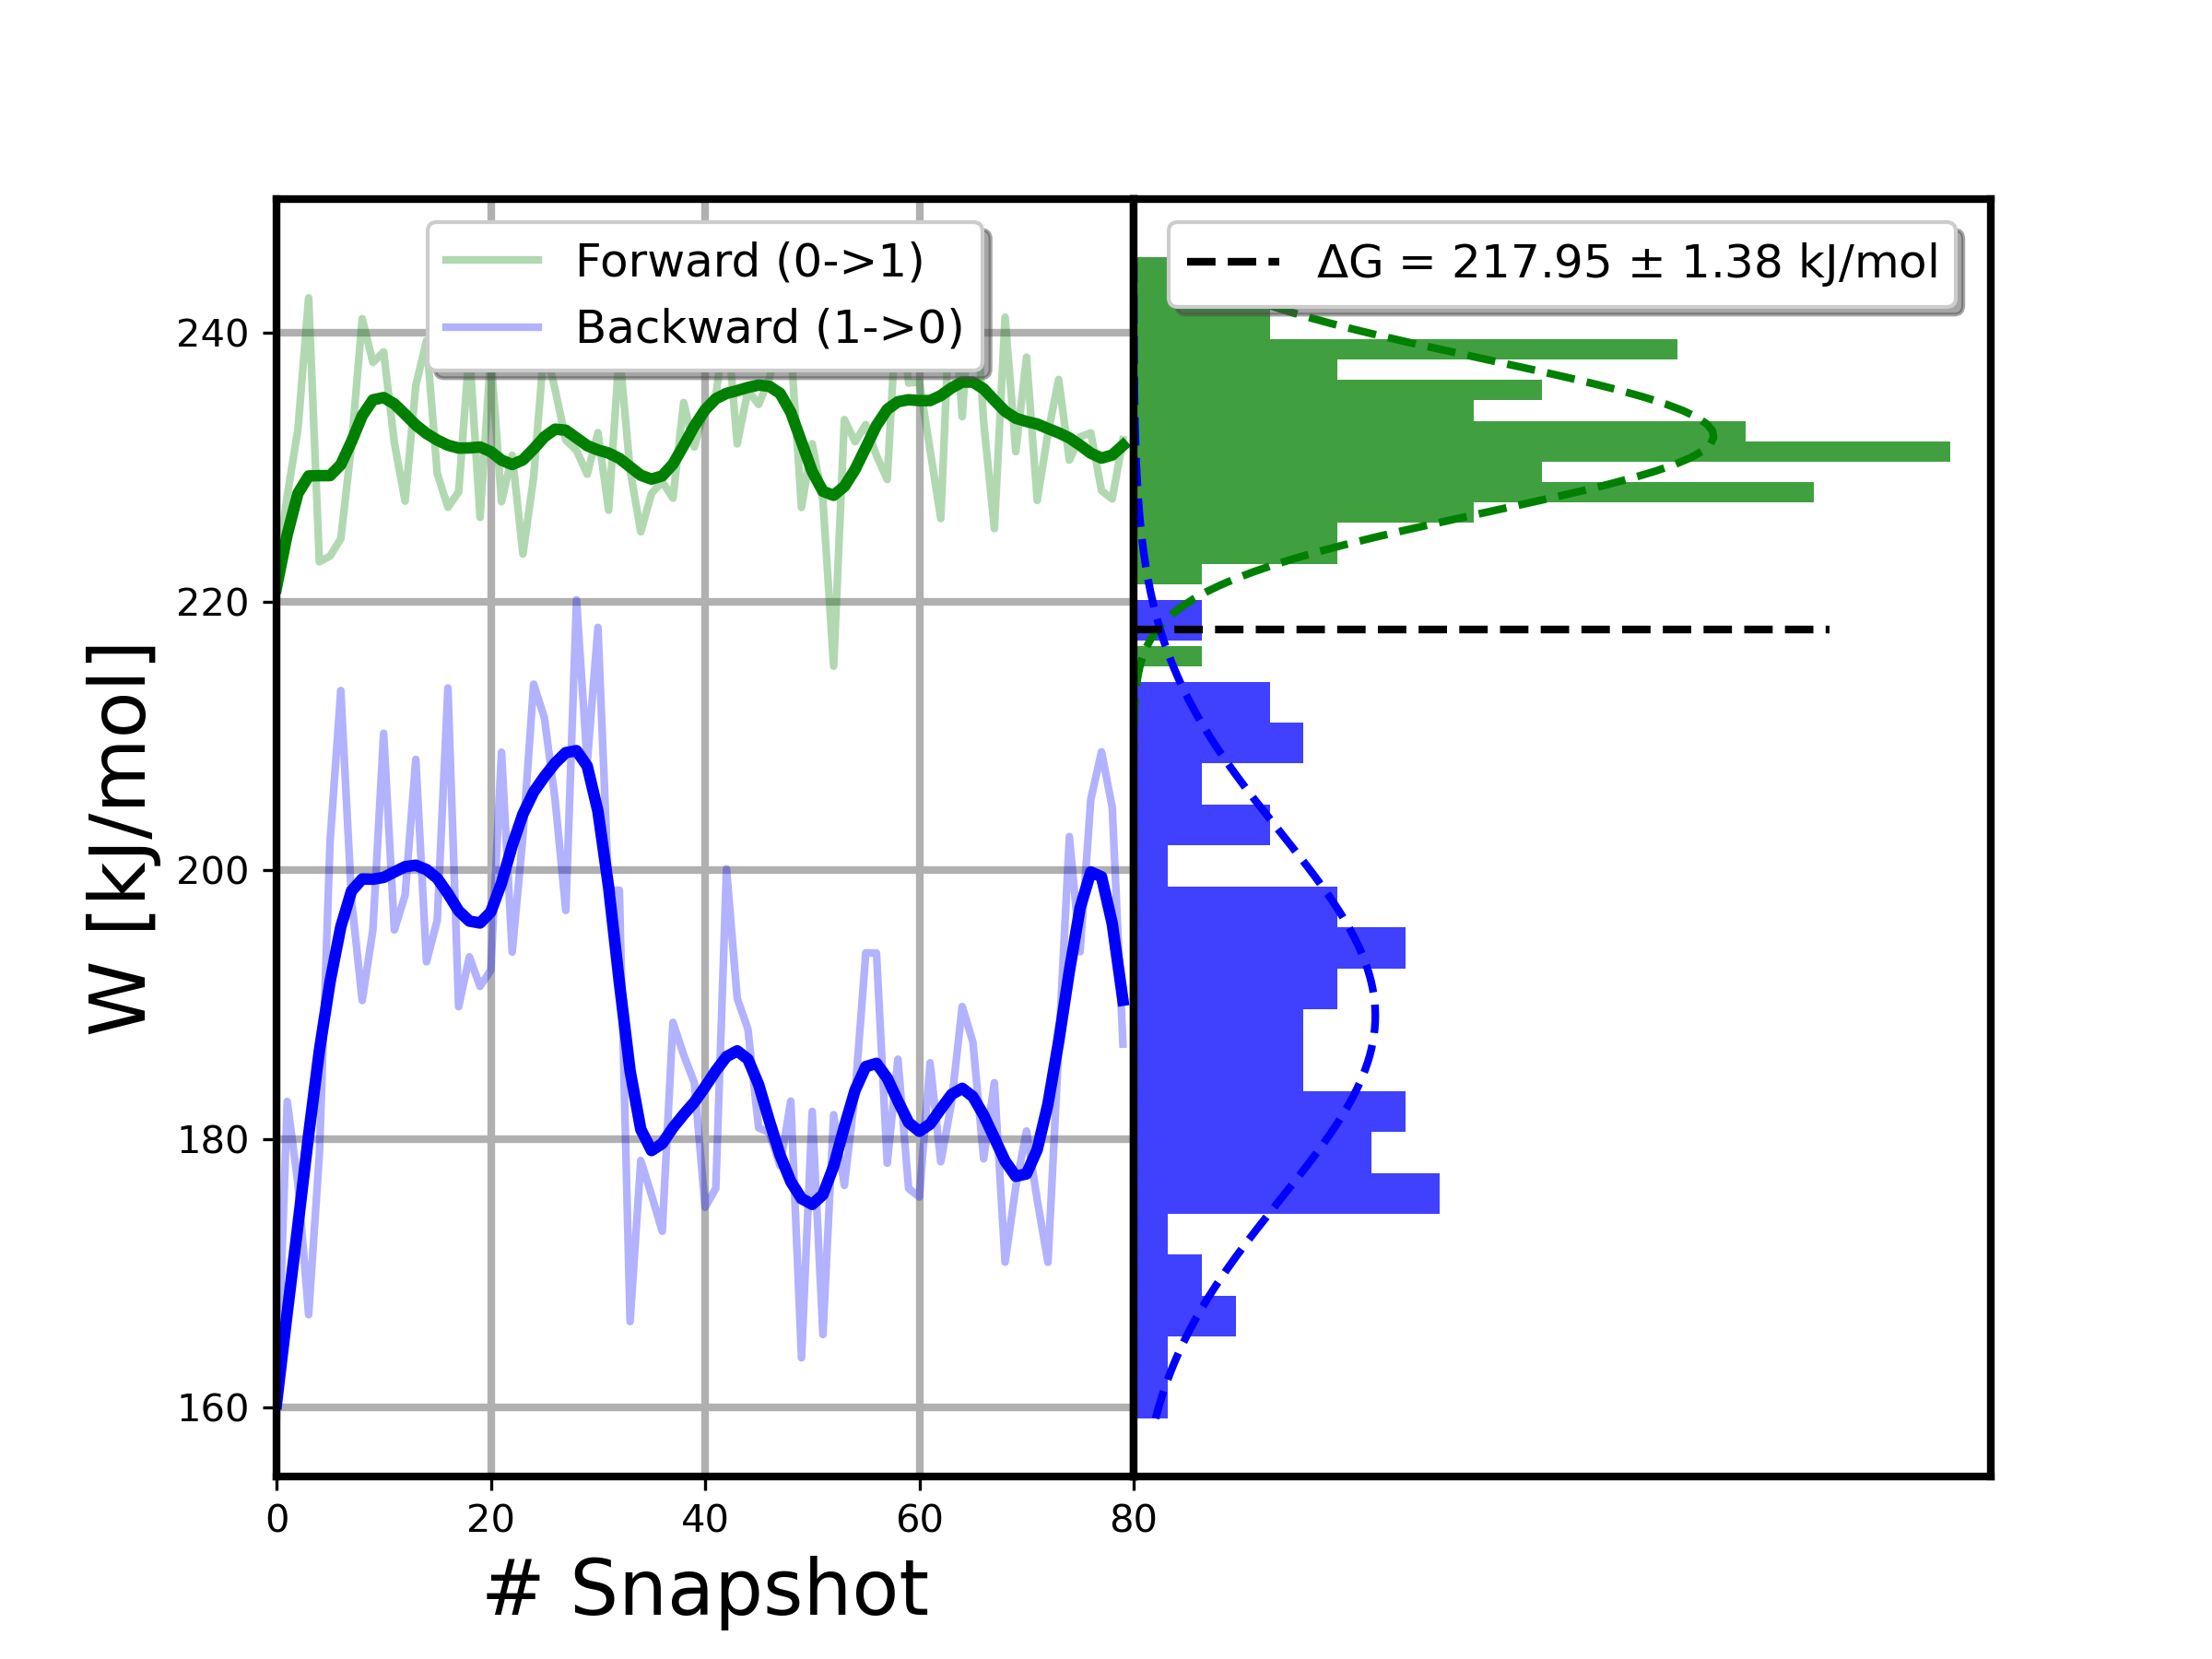 Forward (0->1)
Backward (1->0)
ΔG = 217.95 ± 1.38 kJ/mol
W [kJ/mol]
240
220
200
180
160
0 20 40 60 80
# Snapshot